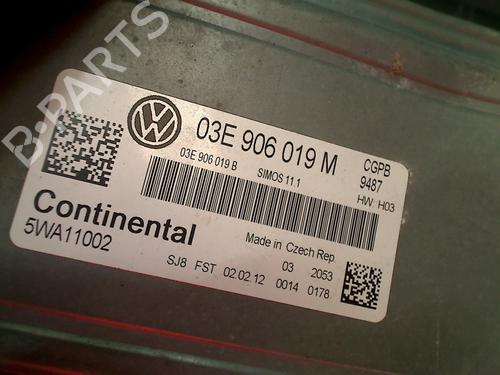 B-PARTS
03E 906 019 M
CGPB
9487
03E 906 019 B SIMOS 11.1
HW H03
Continental
5WA11002
Made in Czech Rep.
03 2053
SJ8 FST 02.02.12 0014 0178